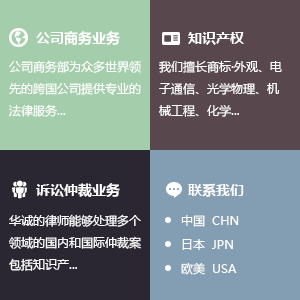 公司商务业务
公司商务部为众多世界领
先的跨国公司提供专业的
法律服务...
知识产权
我们擅长商标·外观、电
子通信、光学物理、机
械工程、化学...
诉讼仲裁业务
华诚的律师能够处理多个
领域的国内和国际仲裁案
包括知识产...
联系我们
中国 CHN
日本 JPN
欧美 USA